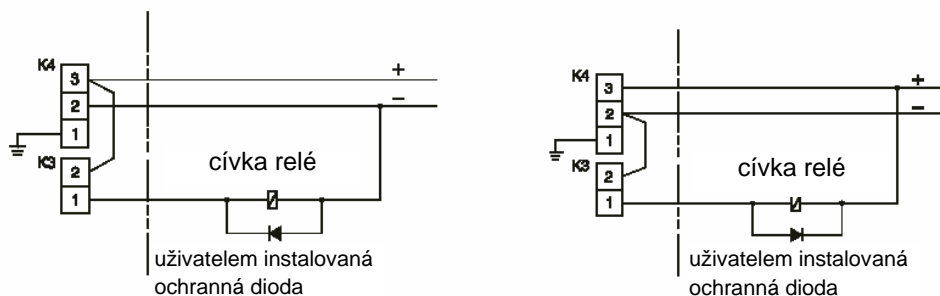 K4
3
+
2
−
1
K3
2
cívka relé
1
uživatelem instalovaná
ochranná dioda
K4
3
+
2
−
1
K3
2
cívka relé
1
uživatelem instalovaná
ochranná dioda